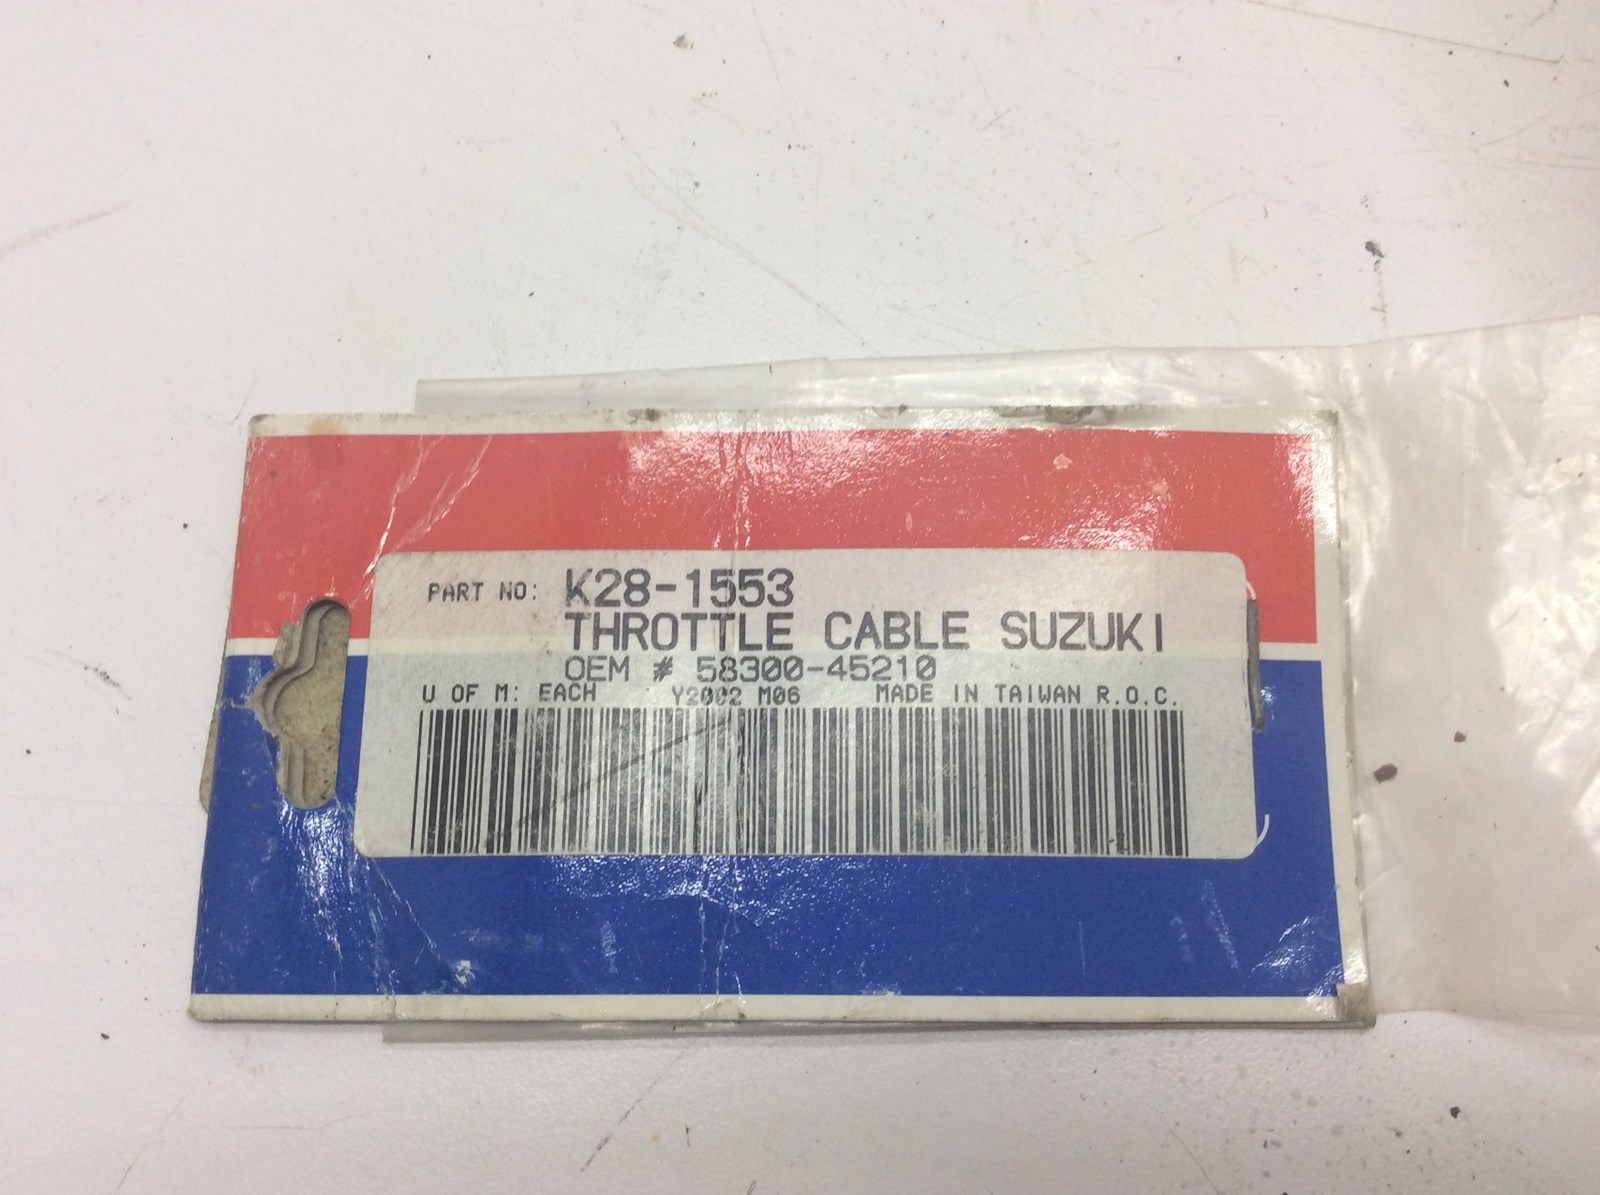 PART NO: K28-1553
THROTTLE CABLE SUZUKI
OEM # 58300-45210
U OF M: EACH Y2002 M06 MADE IN TAIWAN R.O.C.